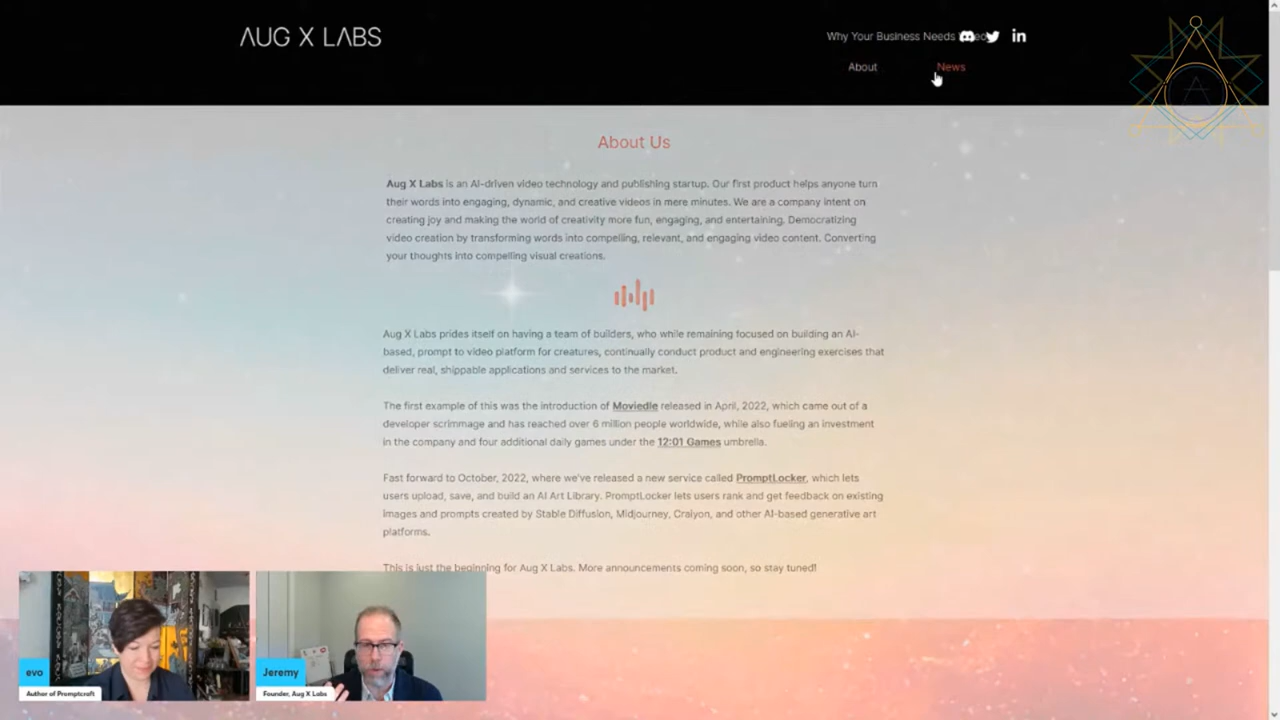 AUG X LABS
Why Your Business Needs
About
News
About Us
Aug X Labs is an AI-driven video technology and publishing startup. Our first product helps anyone turn
their words into engaging, dynamic, and creative videos in mere minutes. We are a company intent on
creating joy and making the world of creativity more fun, engaging, and entertaining. Democratizing
video creation by transforming words into compelling, relevant, and engaging video content. Converting
your thoughts into compelling visual creations.
Aug X Labs prides itself on having a team of builders, who while remaining focused on building an AI-
based, prompt to video platform for creatures, continually conduct product and engineering exercises that
deliver real, shippable applications and services to the market.
The first example of this was the introduction of Moviedle released in April, 2022, which came out of a
developer scrimmage and has reached over 6 million people worldwide, while also fueling an investment
in the company and four additional daily games under the 12:01 Games umbrella.
Fast forward to October, 2022, where we've released a new service called PromptLocker, which lets
users upload, save, and build an AI Art Library. PromptLocker lets users rank and get feedback on existing
images and prompts created by Stable Diffusion, Midjourney, Craiyon, and other AI-based generative art
platforms.
This is just the beginning for Aug X Labs. More announcements coming soon, so stay tuned!
evo
Author of Promptcraft
Jeremy
Founder, Aug X Labs